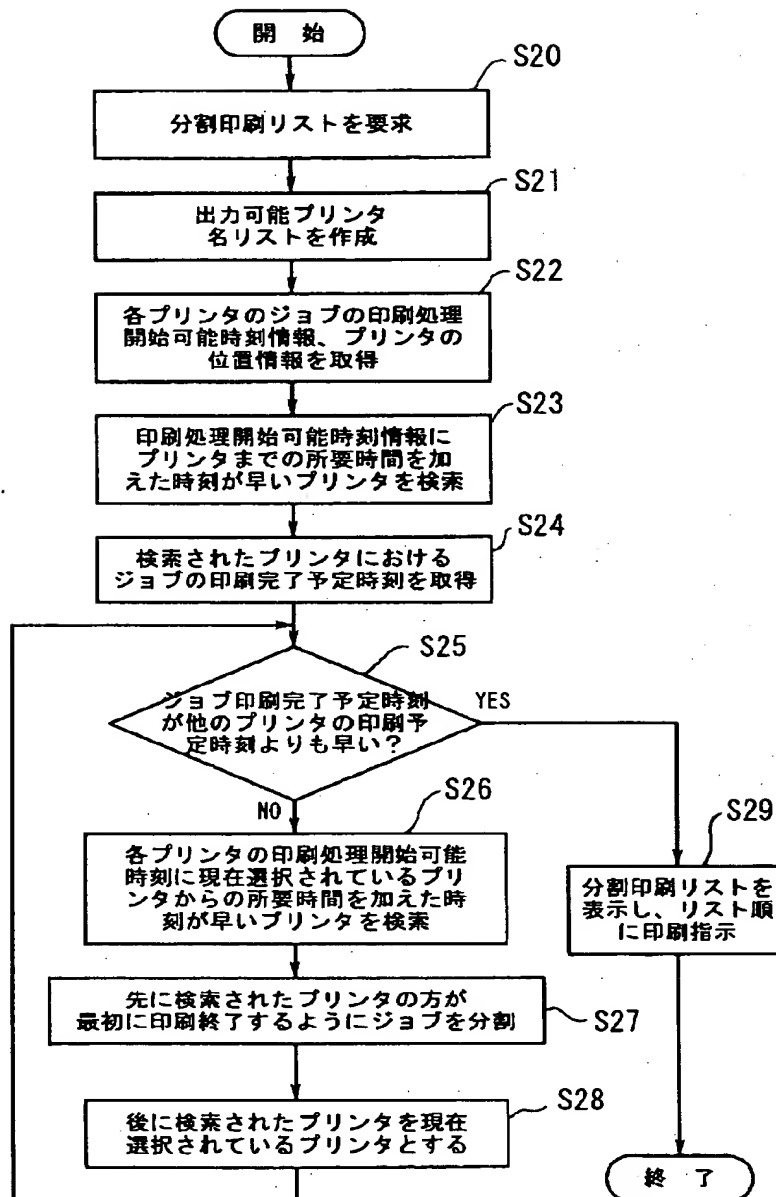 開 始
S20
分割印刷リストを要求
S21
出力可能プリンタ
名リストを作成
S22
各プリンタのジョブの印刷処理
開始可能時刻情報、プリンタの
位置情報を取得
S23
印刷処理開始可能時刻情報に
プリンタまでの所要時間を加
えた時刻が早いプリンタを検索
S24
検索されたプリンタにおける
ジョブの印刷完了予定時刻を取得
S25
ジョブ印刷完了予定時刻
が他のプリンタの印刷予
定時刻よりも早い？
YES
NO
S26
各プリンタの印刷処理開始可能
時刻に現在選択されているプリ
ンタからの所要時間を加えた時
刻が早いプリンタを検索
S29
分割印刷リストを
表示し、リスト順
に印刷指示
先に検索されたプリンタの方が
最初に印刷終了するようにジョブを分割
S27
S28
後に検索されたプリンタを現在
選択されているプリンタとする
終 了